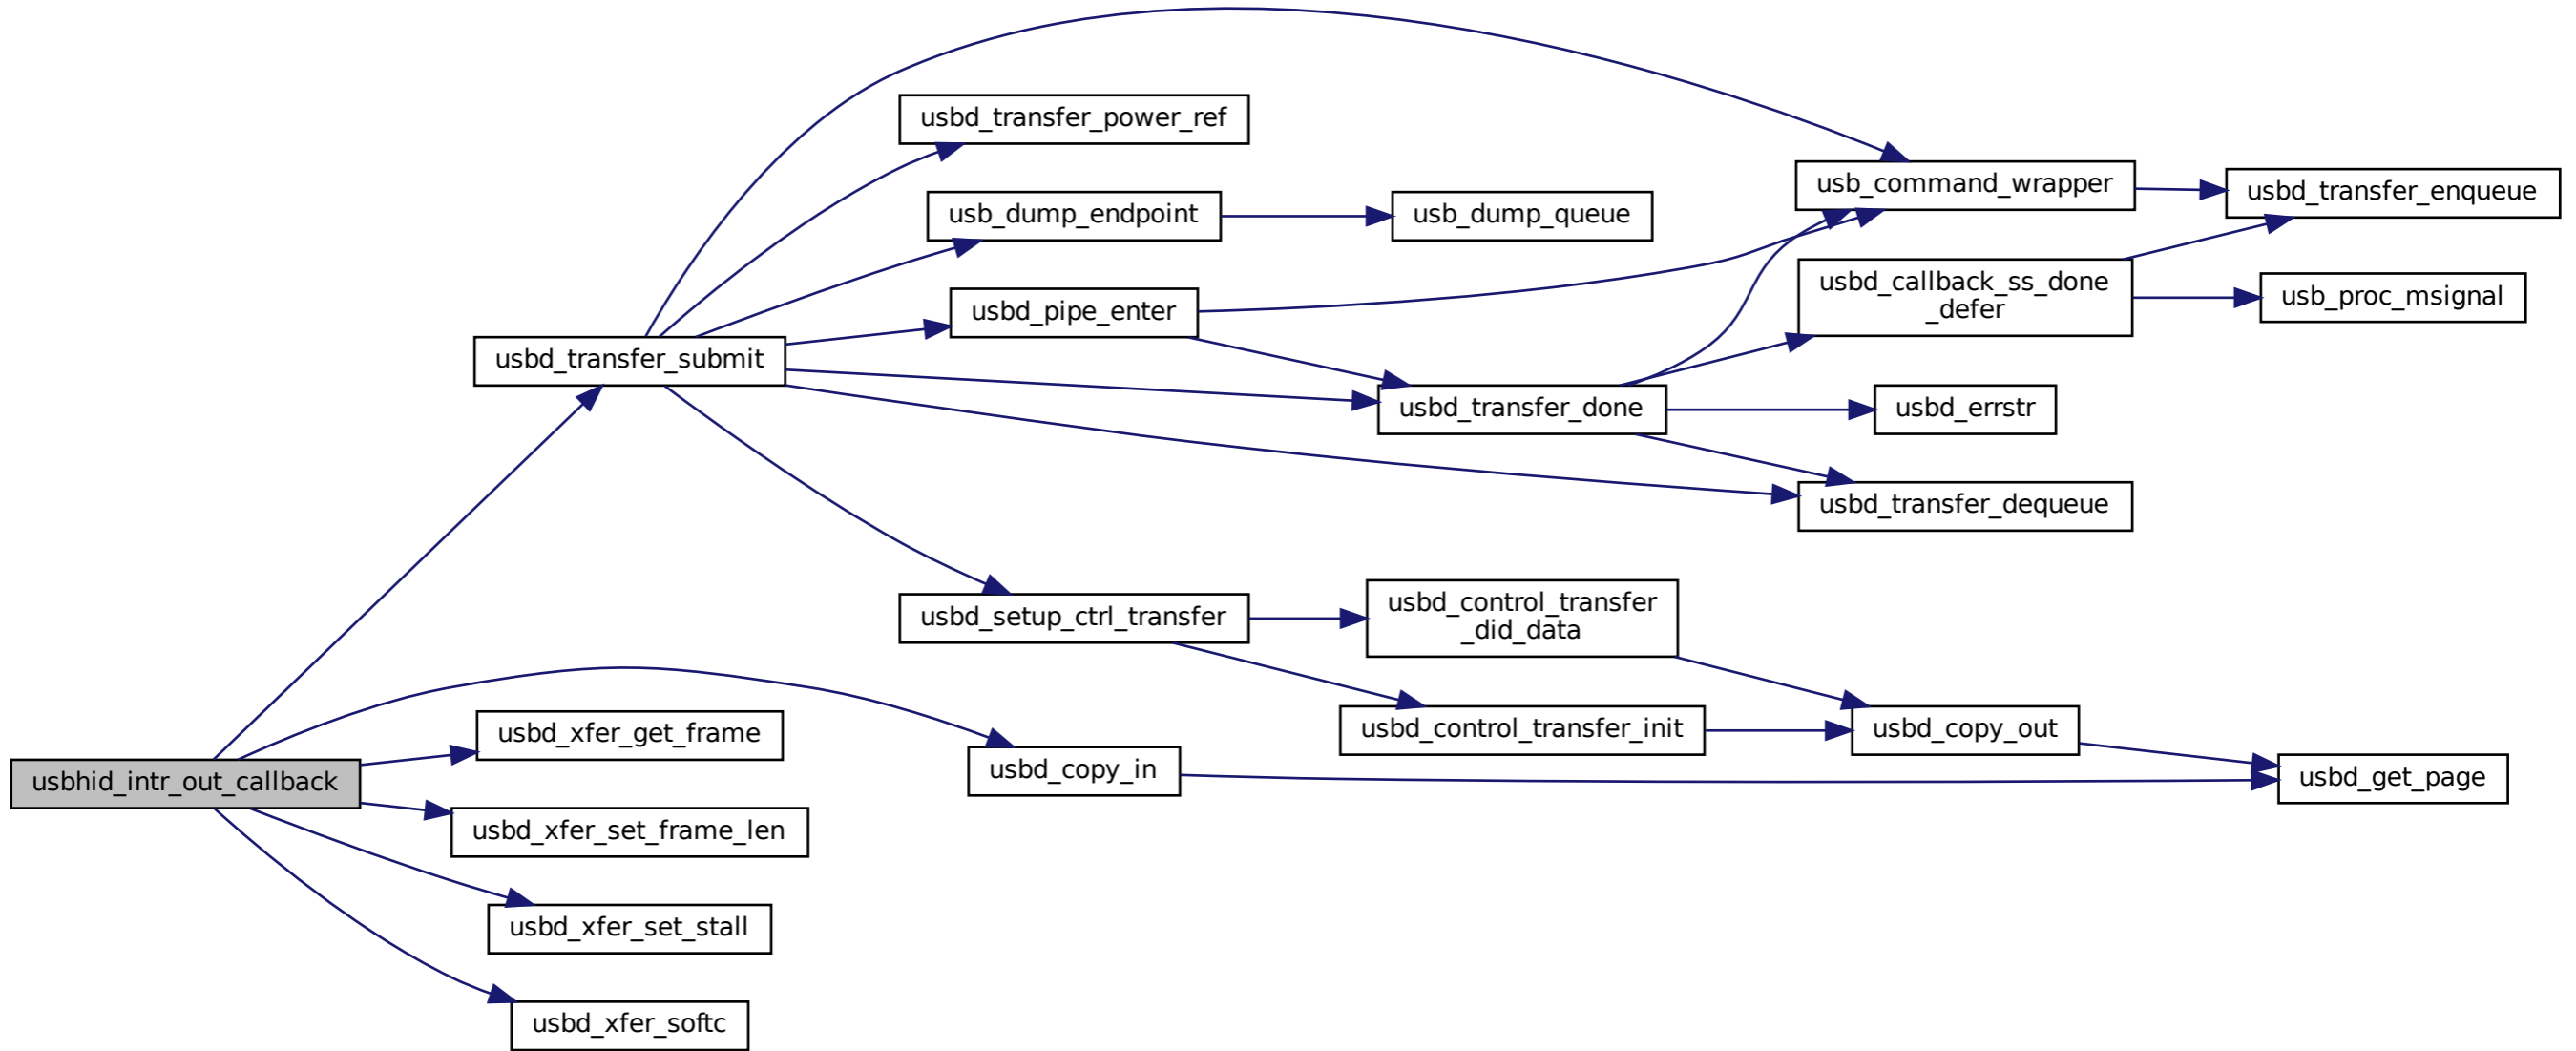 usbd_transfer_power_ref
usb_command_wrapper
usbd_transfer_enqueue
usb_dump_endpoint
usb_dump_queue
usbd_callback_ss_done
_defer
usb_proc_msignal
usbd_pipe_enter
usbd_transfer_submit
usbd_transfer_done
usbd_errstr
usbd_transfer_dequeue
usbd_setup_ctrl_transfer
usbd_control_transfer
_did_data
usbd_control_transfer_init
usbd_copy_out
usbd_xfer_get_frame
usbhid_intr_out_callback
usbd_copy_in
usbd_get_page
usbd_xfer_set_frame_len
usbd_xfer_set_stall
usbd_xfer_softc